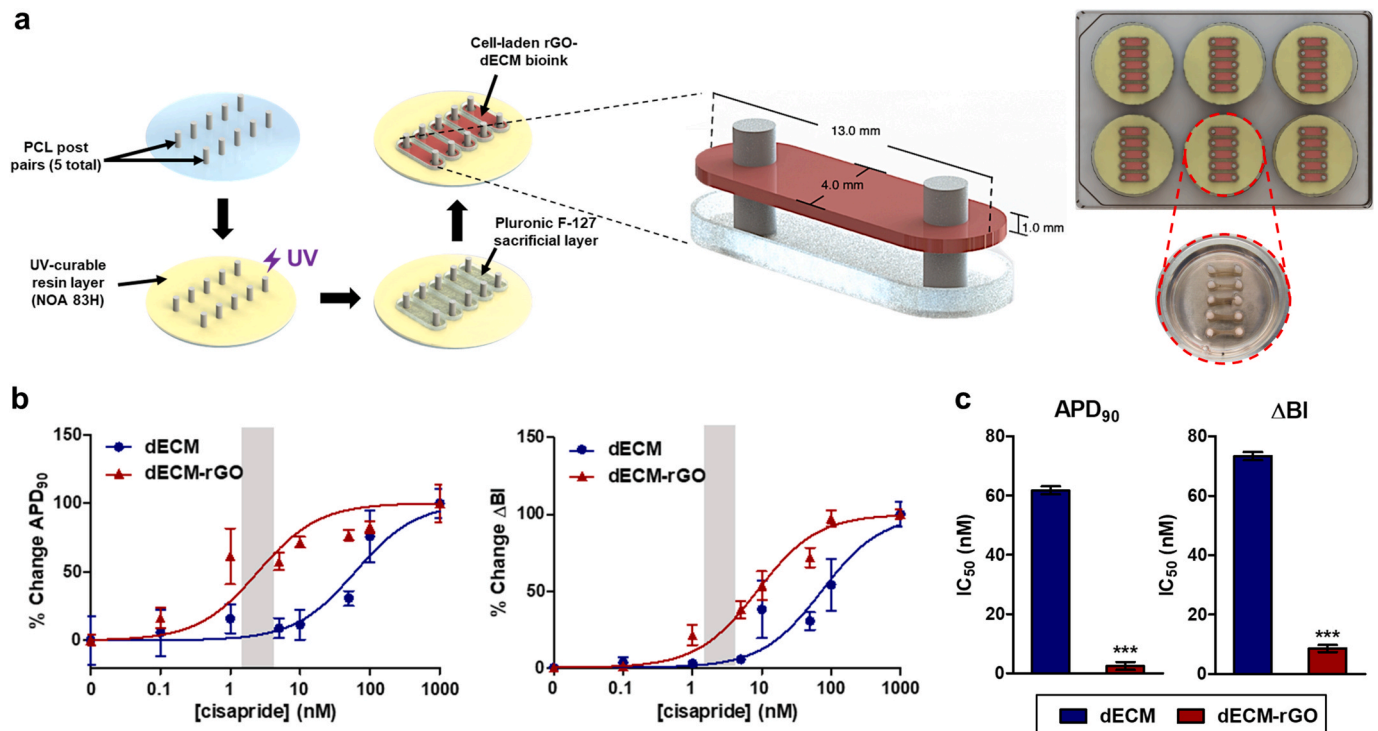 a
Cell-laden rGO-
dECM bioink
PCL post
pairs (5 total)
UV-curable
resin layer
(NOA 83H)
UV
Pluronic F-127
sacrificial layer
13.0 mm
4.0 mm
1.0 mm
b
% Change APD90
150
100
50
0
dECM
dECM-rGO
0 0.1 1 10 100 1000
[cisapride] (nM)
% Change ΔBI
150
100
50
0
dECM
dECM-rGO
0 0.1 1 10 100 1000
[cisapride] (nM)
c
APD90
IC50 (nM)
80
60
40
20
0
***
ΔBI
IC50 (nM)
80
60
40
20
0
***
dECM dECM-rGO